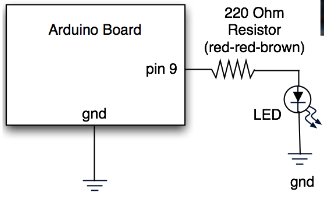 220 Ohm
Resistor
(red-red-brown)
Arduino Board
pin 9
gnd
LED
gnd